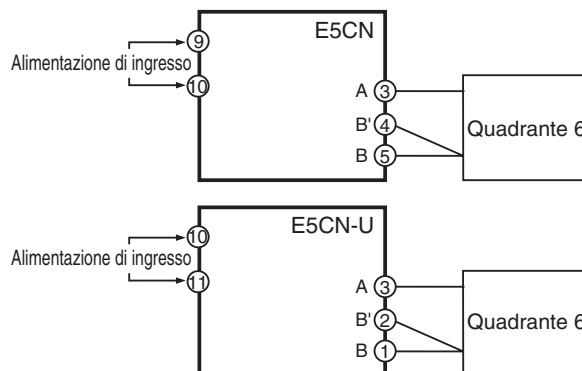 E5CN
9
Alimentazione di ingresso
10
A 3
B' 4
B 5
Quadrante 6
E5CN-U
10
Alimentazione di ingresso
11
A 3
B' 2
B 1
Quadrante 6